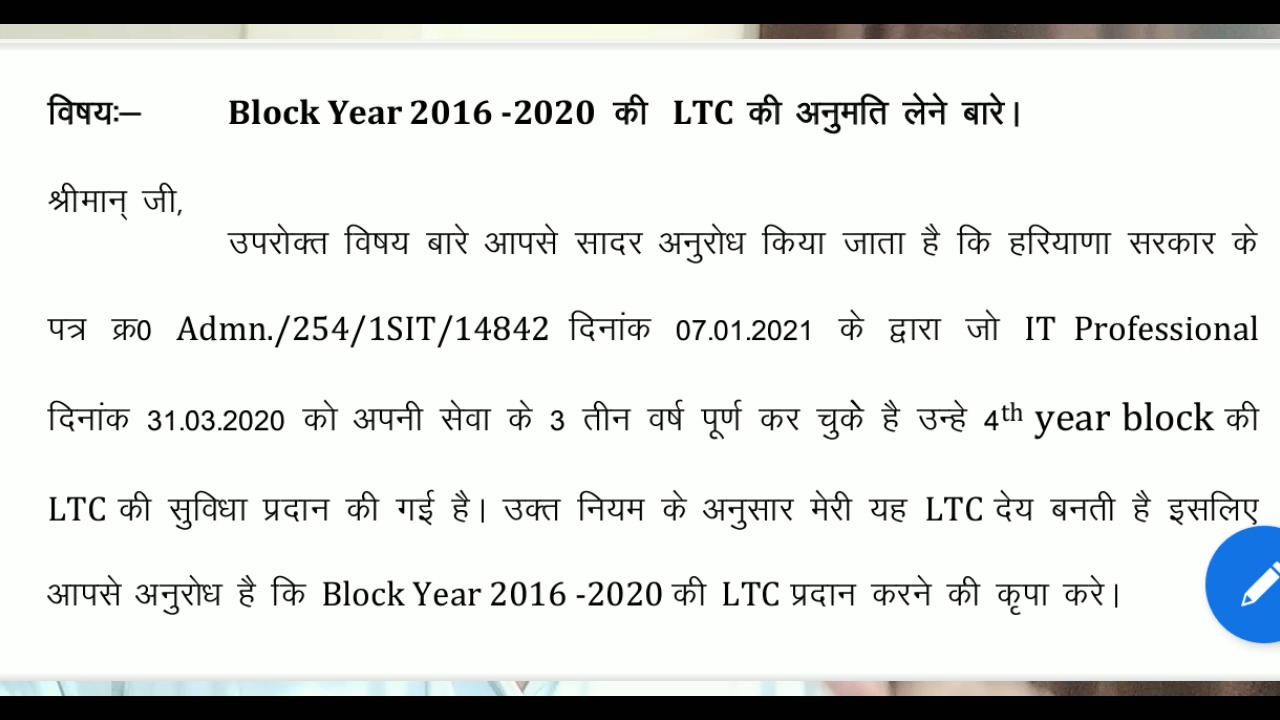 विषयः– Block Year 2016 -2020 की LTC की अनुमति लेने बारे।
श्रीमान् जी,
उपरोक्त विषय बारे आपसे सादर अनुरोध किया जाता है कि हरियाणा सरकार के
पत्र क्र0 Admn./254/1SIT/14842 दिनांक 07.01.2021 के द्वारा जो IT Professional
दिनांक 31.03.2020 को अपनी सेवा के 3 तीन वर्ष पूर्ण कर चुके है उन्हे 4th year block की
LTC की सुविधा प्रदान की गई है। उक्त नियम के अनुसार मेरी यह LTC देय बनती है इसलिए
आपसे अनुरोध है कि Block Year 2016 -2020 की LTC प्रदान करने की कृपा करे।